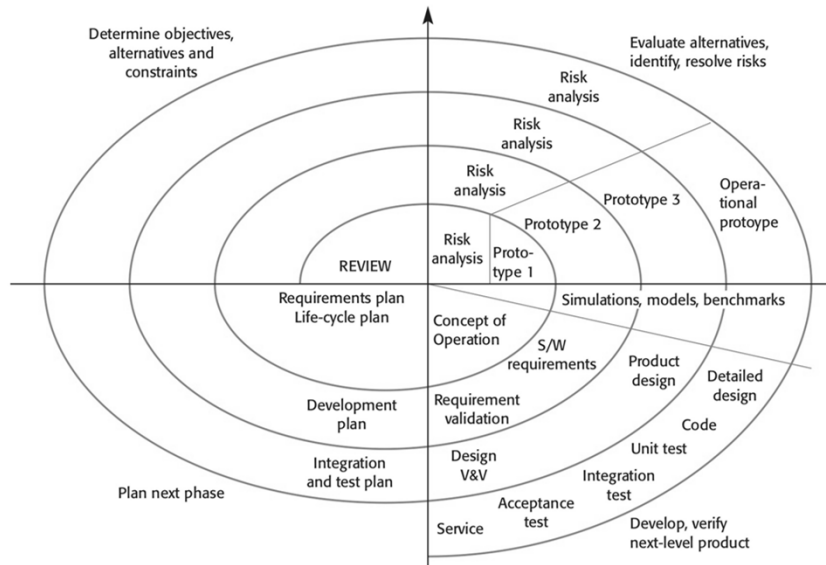 Determine objectives,
alternatives and
constraints
Evaluate alternatives,
identify, resolve risks
Risk
analysis
Risk
analysis
Risk
analysis
Risk
analysis
Proto-
type 1
Prototype 2
Prototype 3
Opera-
tional
protoype
REVIEW
Requirements plan
Life-cycle plan
Simulations, models, benchmarks
Concept of
Operation
S/W
requirements
Product
design
Detailed
design
Development
plan
Requirement
validation
Code
Unit test
Integration
and test plan
Design
V&V
Integration
test
Plan next phase
Acceptance
test
Service
Develop, verify
next-level product